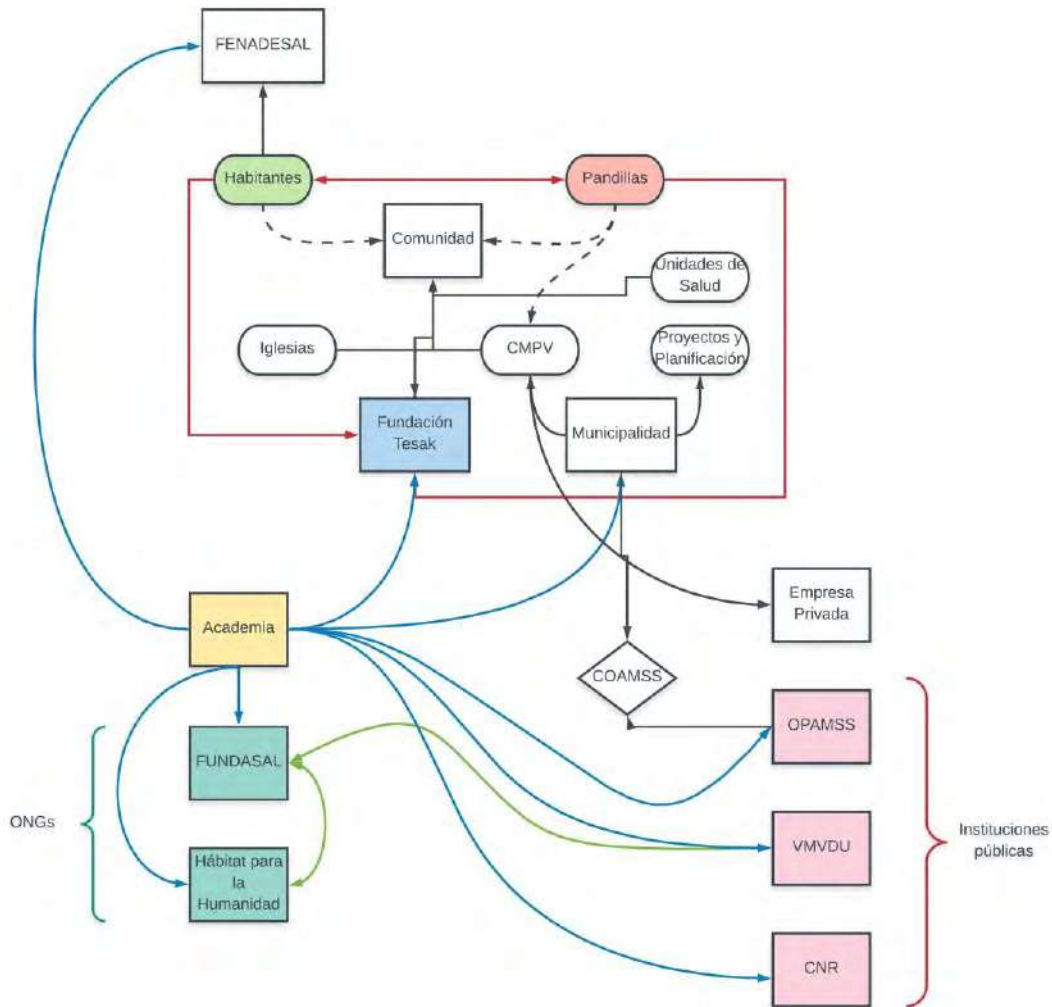 FENADESAL
Habitantes
Pandillas
Comunidad
Unidades de
Salud
Iglesias
CMPV
Proyectos y
Planificación
Fundación
Tesak
Municipalidad
Empresa
Privada
Academia
COAMSS
OPAMSS
FUNDASAL
ONGs
VMVDU
Instituciones
públicas
Hábitat para
la
Humanidad
CNR